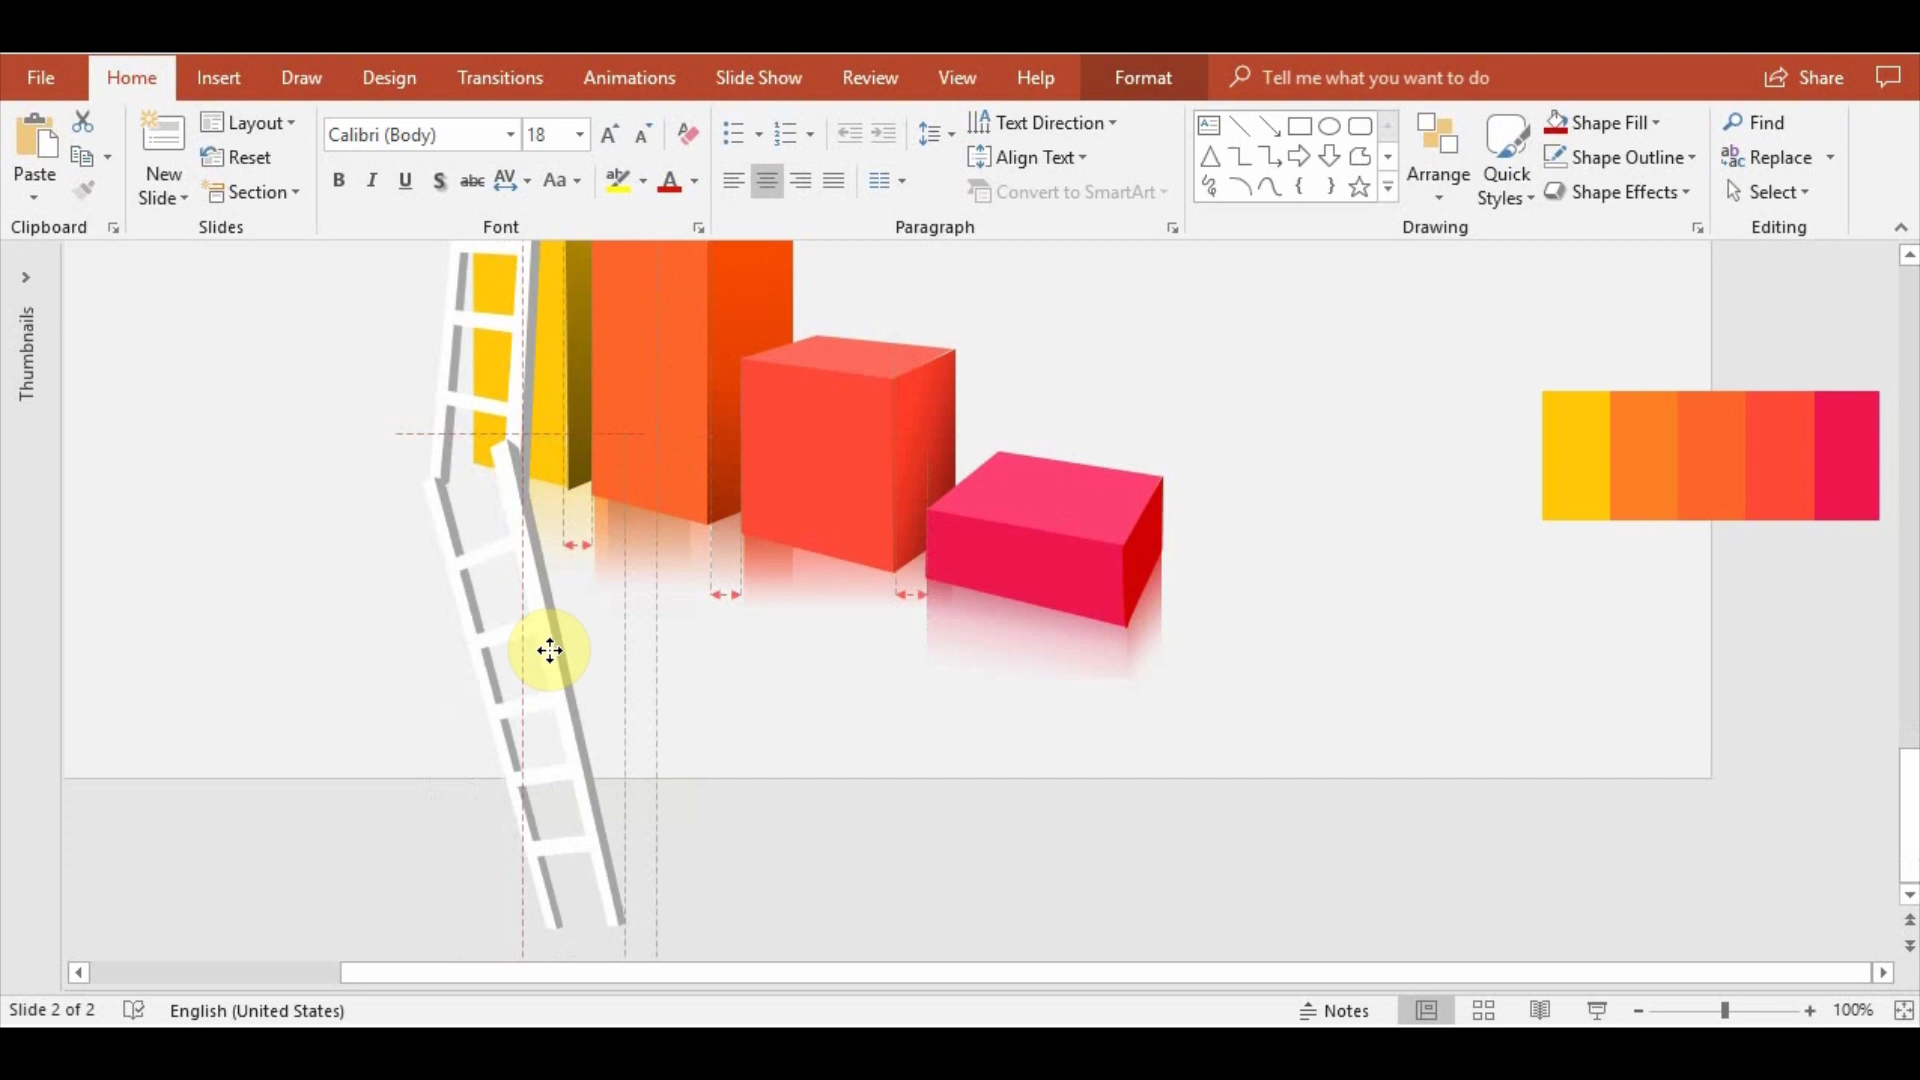 File Home Insert Draw Design Transitions Animations Slide Show Review View Help Format Tell me what you want to do Share
Paste
Clipboard
New Slide
Layout
Reset
Section
Slides
Calibri (Body) 18 A A
B I U S abc AV Aa A
Font
Text Direction
Align Text
Convert to SmartArt
Paragraph
Arrange
Quick Styles
Shape Fill
Shape Outline
Shape Effects
Drawing
Find
Replace
Select
Editing
Thumbnails
Slide 2 of 2 English (United States) Notes 100%